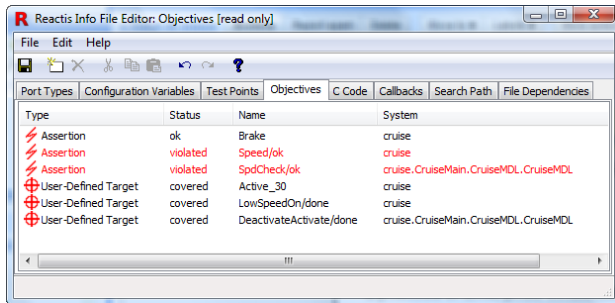 R Reactis Info File Editor: Objectives [read only]
File Edit Help
Port Types Configuration Variables Test Points Objectives C Code Callbacks Search Path File Dependencies
Type Status Name System
Assertion ok Brake cruise
Assertion violated Speed/ok cruise
Assertion violated SpdCheck/ok cruise.CruiseMain.CruiseMDL.CruiseMDL
User-Defined Target covered Active_30 cruise
User-Defined Target covered LowSpeedOn/done cruise
User-Defined Target covered DeactivateActivate/done cruise.CruiseMain.CruiseMDL.CruiseMDL